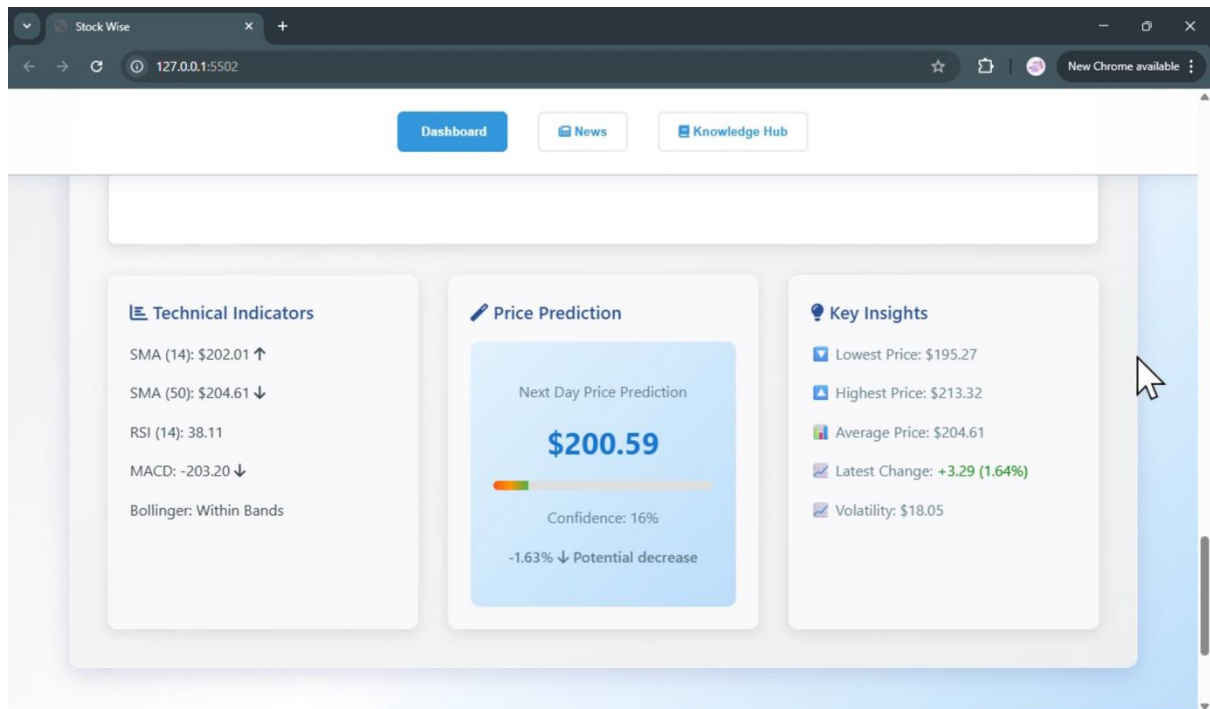 Stock Wise
127.0.0.1:5502
New Chrome available
Dashboard
News
Knowledge Hub
Technical Indicators
SMA (14): $202.01 ↑
SMA (50): $204.61 ↓
RSI (14): 38.11
MACD: -203.20 ↓
Bollinger: Within Bands
Price Prediction
Next Day Price Prediction
$200.59
Confidence: 16%
-1.63% ↓ Potential decrease
Key Insights
Lowest Price: $195.27
Highest Price: $213.32
Average Price: $204.61
Latest Change: +3.29 (1.64%)
Volatility: $18.05